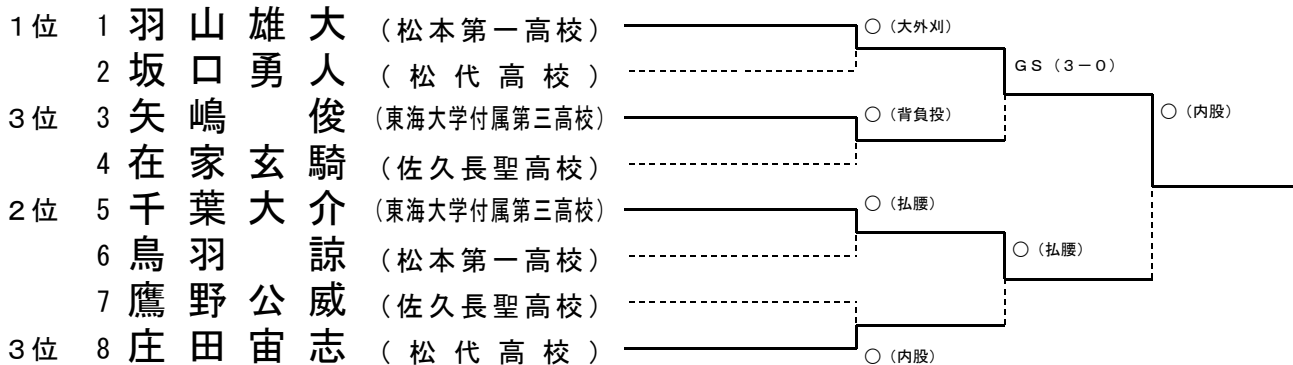 1位 1 羽山雄大 (松本第一高校) ○(大外刈)
2 坂口勇人 (松代高校) GS(3-0)
3位 3 矢嶋 俊 (東海大学付属第三高校) ○(背負投) ○(内股)
4 在家玄騎 (佐久長聖高校)
2位 5 千葉大介 (東海大学付属第三高校) ○(払腰)
6 鳥羽 諒 (松本第一高校) ○(払腰)
7 鷹野公威 (佐久長聖高校)
3位 8 庄田宙志 (松代高校) ○(内股)